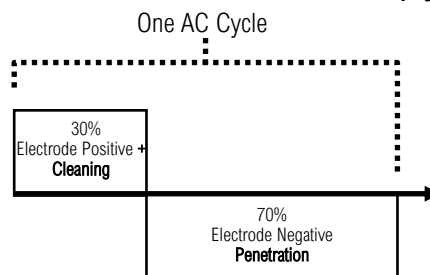 One AC Cycle
30%
Electrode Positive +
Cleaning
70%
Electrode Negative
Penetration